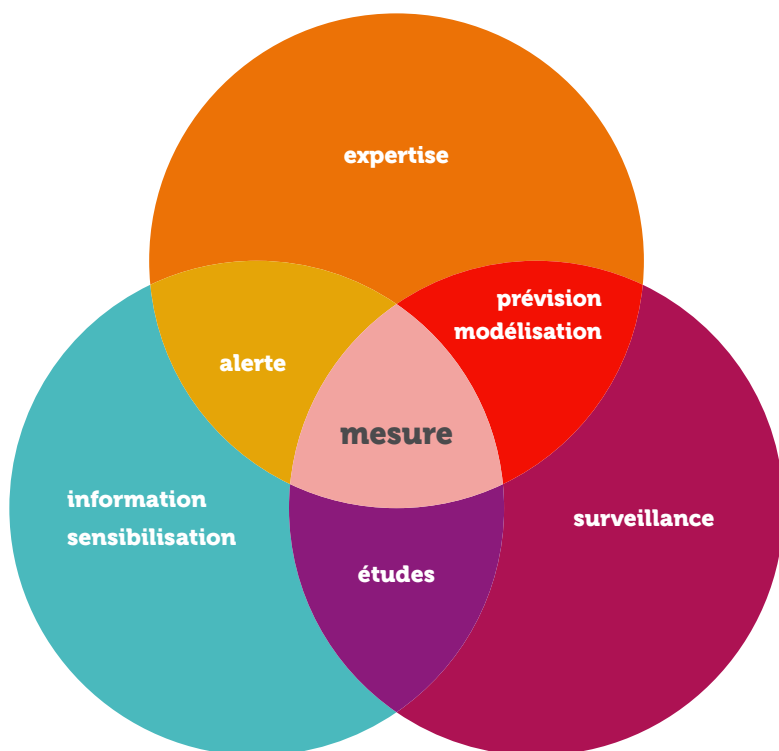 expertise
prévision
modélisation
alerte
mesure
information
sensibilisation
surveillance
études